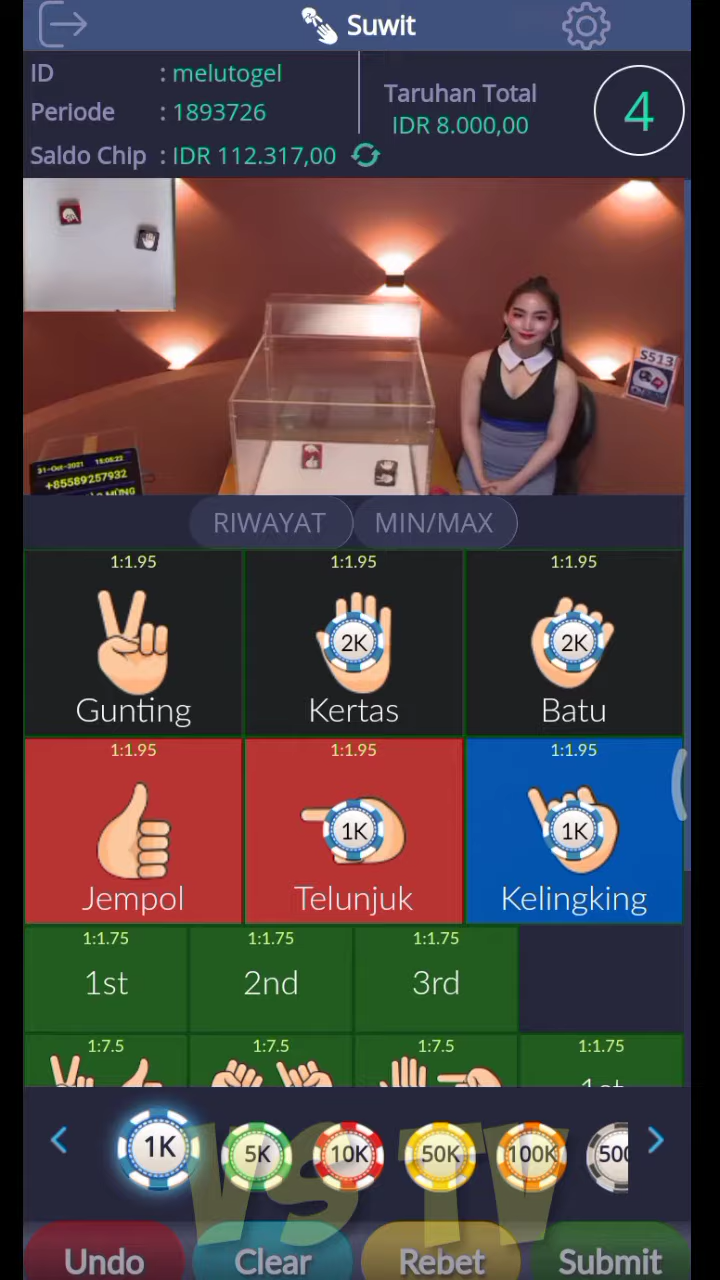 Suwit
ID : melutogel
Periode : 1893726
Saldo Chip : IDR 112.317,00
Taruhan Total
IDR 8.000,00
4
S513
31-Oct-2021
+85589257932
RIWAYAT
MIN/MAX
1:1.95 1:1.95 1:1.95
2K 2K
Gunting Kertas Batu
1:1.95 1:1.95 1:1.95
1K 1K
Jempol Telunjuk Kelingking
1:1.75 1:1.75 1:1.75
1st 2nd 3rd
1:7.5 1:7.5 1:7.5 1:1.75
1st
1K 5K 10K 50K 100K 500
VS TV
Undo Clear Rebet Submit